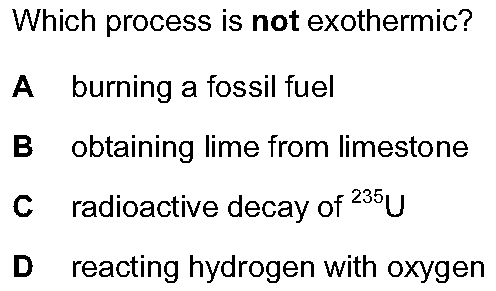 Which process is not exothermic?
A burning a fossil fuel
B obtaining lime from limestone
C radioactive decay of ²³⁵U
D reacting hydrogen with oxygen